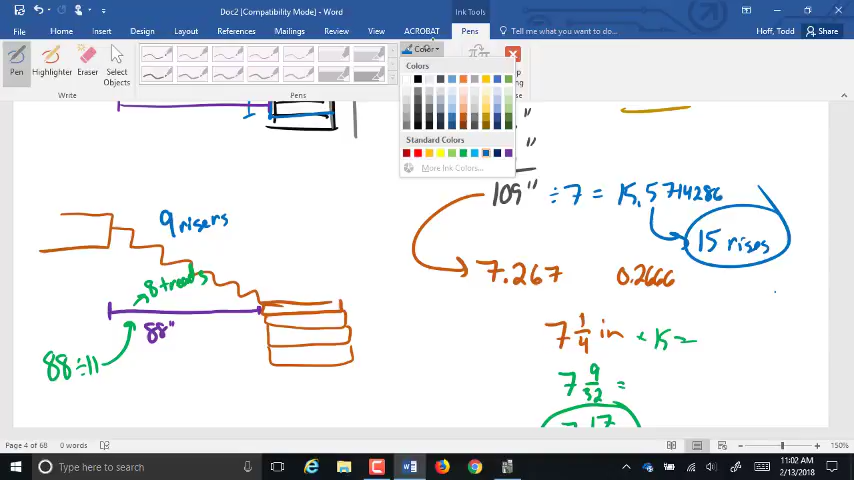 Doc2 [Compatibility Mode] - Word
Ink Tools
Hoff, Todd
File Home Insert Design Layout References Mailings Review View ACROBAT Pens Tell me what you want to do... Share
Pen Highlighter Eraser Select Objects
Color
Write
Pens
Colors
Standard Colors
More Ink Colors...
109" ÷7 = 15.5714286
15 rises
9 risers
7.267 0.2666
8 treads
88"
88÷11
7 1/4 in × 15 =
7 9/32 =
7 17
Page 4 of 68 0 words
150%
Type here to search
11:02 AM
2/13/2018